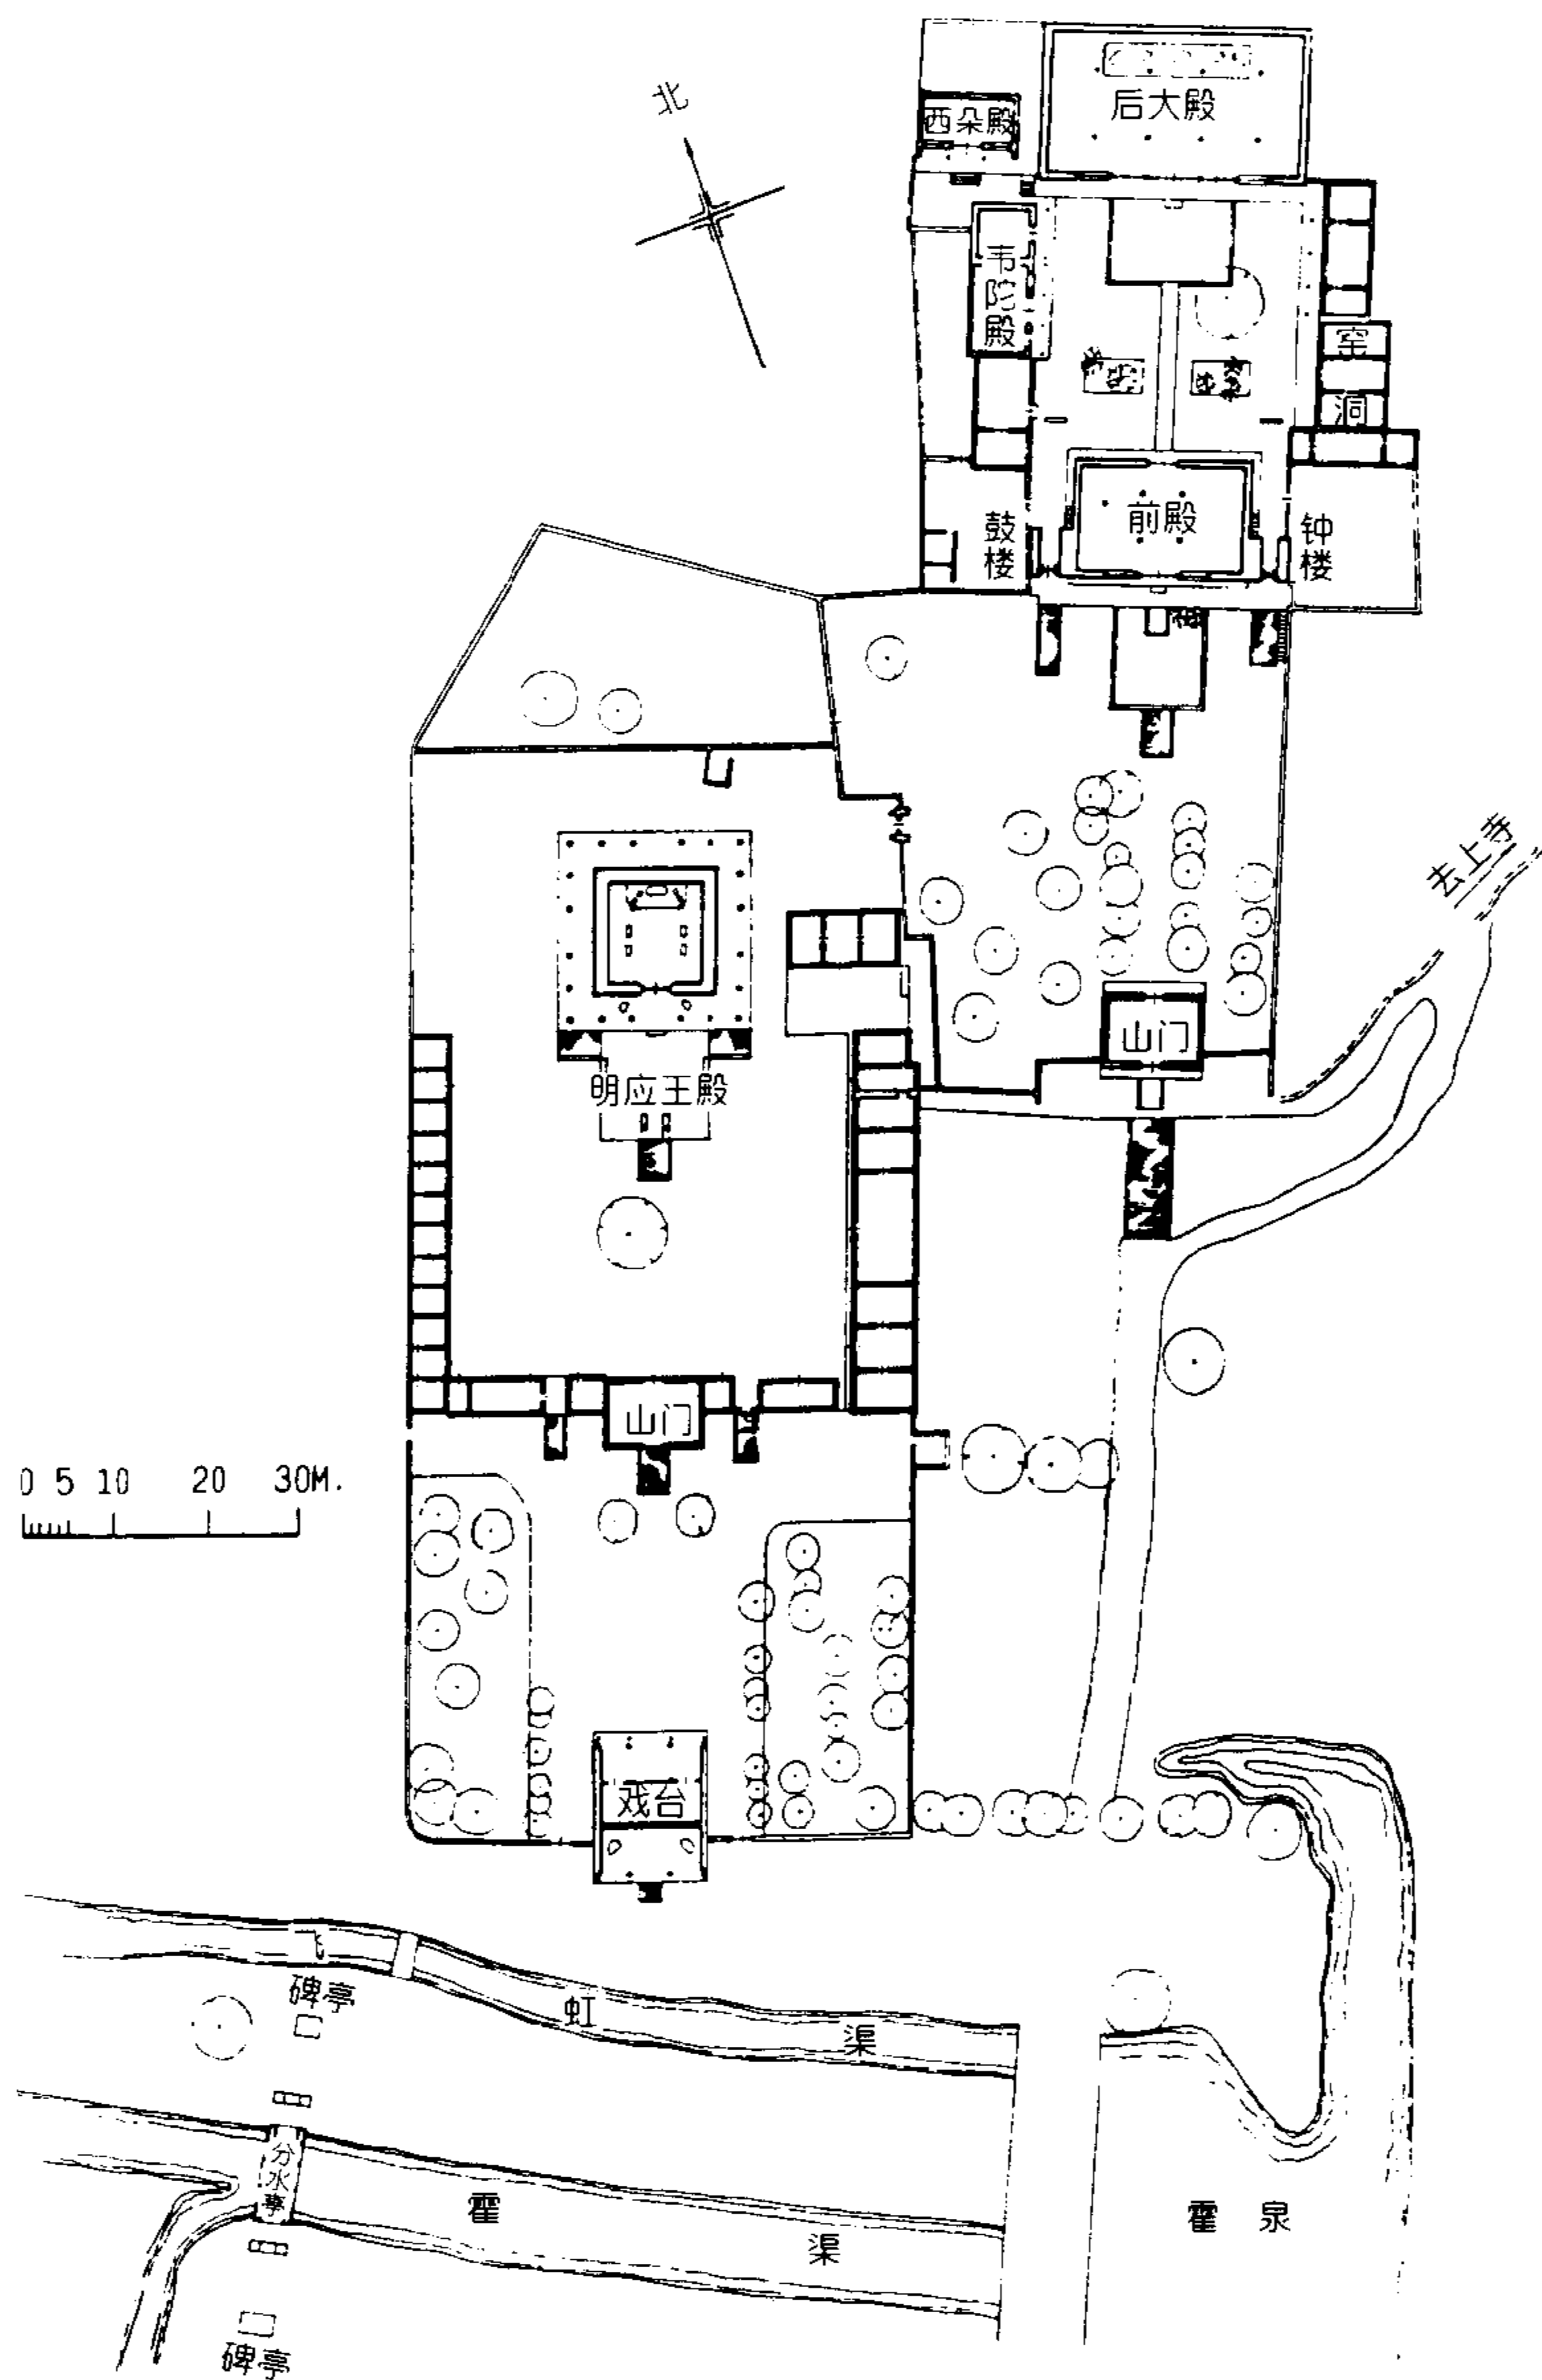 北
后大殿
西朵殿
韦陀殿
窑洞
前殿
鼓楼
钟楼
去上寺
山门
明应王殿
山门
0 5 10 20 30M.
戏台
飞虹渠
碑亭
分水亭
霍渠
霍泉
碑亭